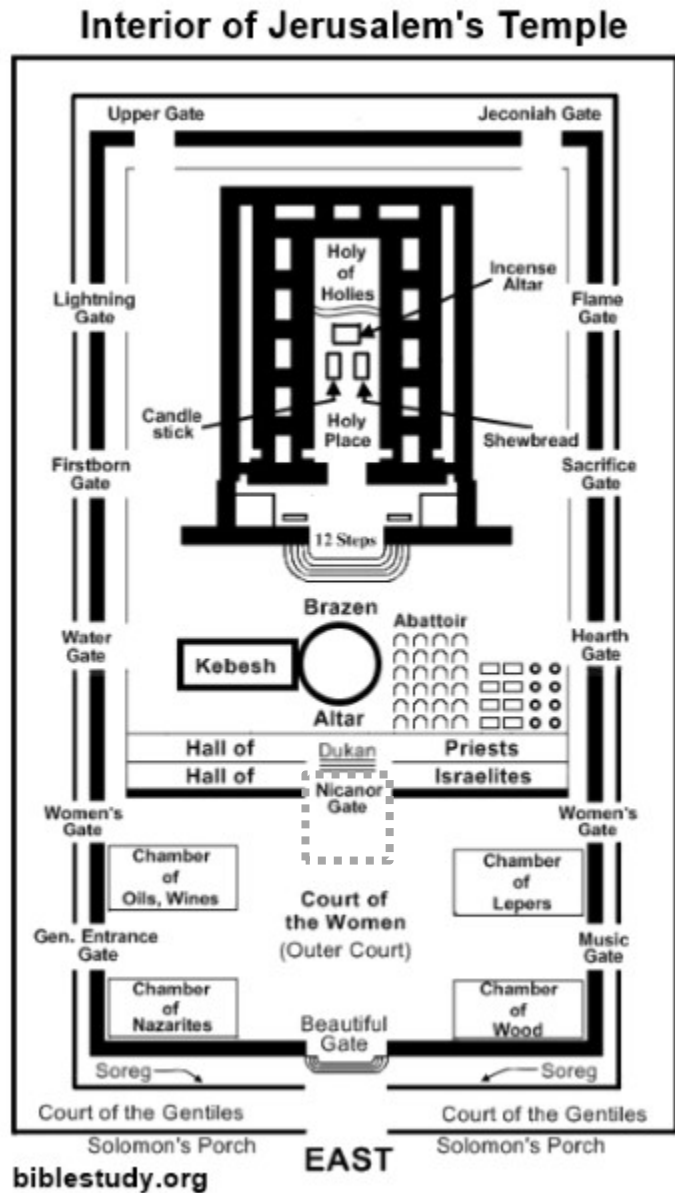 Interior of Jerusalem's Temple
Upper Gate
Jeconiah Gate
Holy
of
Holies
Incense
Altar
Lightning
Gate
Flame
Gate
Candle
stick
Holy
Place
Shewbread
Firstborn
Gate
Sacrifice
Gate
12 Steps
Brazen
Abattoir
Water
Gate
Kebesh
Hearth
Gate
Altar
Hall of
Dukan
Priests
Hall of
Israelites
Nicanor
Gate
Women's
Gate
Women's
Gate
Chamber
of
Oils, Wines
Chamber
of
Lepers
Court of
the Women
(Outer Court)
Gen. Entrance
Gate
Music
Gate
Chamber
of
Nazarites
Chamber
of
Wood
Beautiful
Gate
Soreg
Soreg
Court of the Gentiles
Court of the Gentiles
Solomon's Porch
EAST
Solomon's Porch
biblestudy.org